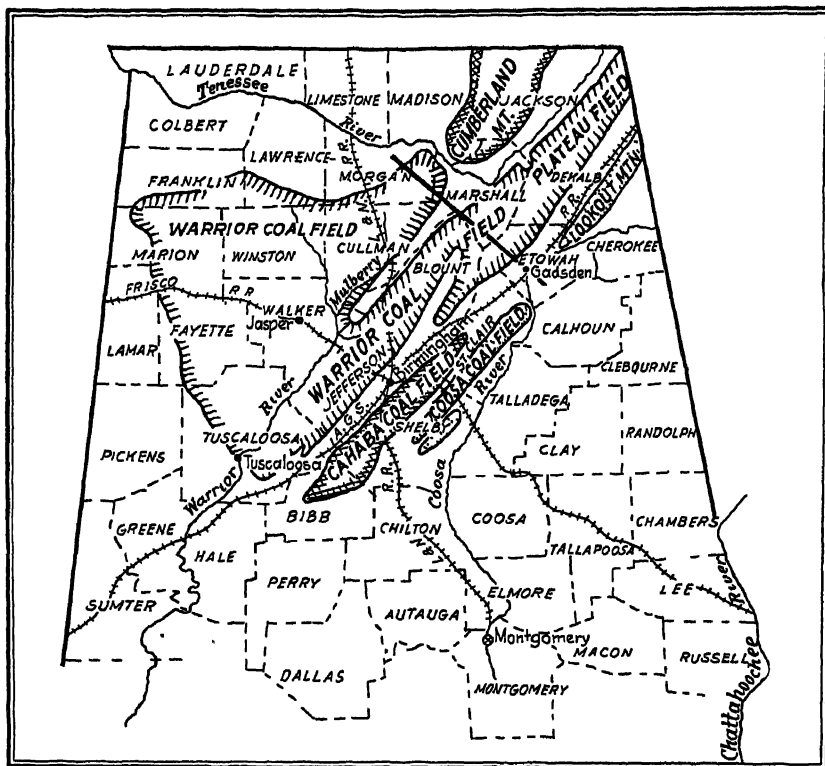 LAUDERDALE
Tenessee
River
LIMESTONE
MADISON
JACKSON
CUMBERLAND
MT.
PLATEAU FIELD
COLBERT
LAWRENCE
R.R.
L&N
MORGAN
MARSHALL
DEKALB
R.R.
LOOKOUT MTN.
FRANKLIN
WARRIOR COAL FIELD
MARION
WINSTON
CULLMAN
BLOUNT
ETOWAH
Gadsden
CHEROKEE
FRISCO
R.R.
WALKER
Jasper
Mulberry
WARRIOR COAL
FIELD
FAYETTE
LAMAR
JEFFERSON
Birmingham
ST. CLAIR
CALHOUN
CLEBOURNE
River
A.G.S.
CAHABA COAL FIELD
COOSA COAL FIELD
River
SHELBY
TALLADEGA
RANDOLPH
CLAY
PICKENS
TUSCALOOSA
Tuscaloosa
Warrior
BIBB
R.R.
Coosa
GREENE
HALE
CHILTON
L&N
COOSA
CHAMBERS
TALLAPOOSA
PERRY
SUMTER
AUTAUGA
ELMORE
LEE
River
Montgomery
MACON
RUSSELL
DALLAS
MONTGOMERY
Chattahoochee